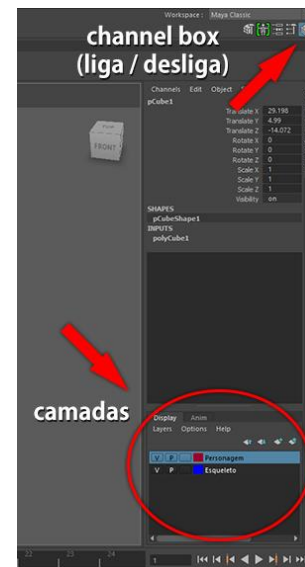 Workspace : Maya Classic
channel box
(liga / desliga)
Channels Edit Object
pCube1
Translate X 29.198
Translate Y 4.99
Translate Z -14.072
Rotate X 0
Rotate Y 0
Rotate Z 0
Scale X 1
Scale Y 1
Scale Z 1
Visibility on
FRONT
SHAPES
pCubeShape1
INPUTS
polyCube1
camadas
Display Anim
Layers Options Help
V P Personagem
V P Esqueleto
22 23 24
1